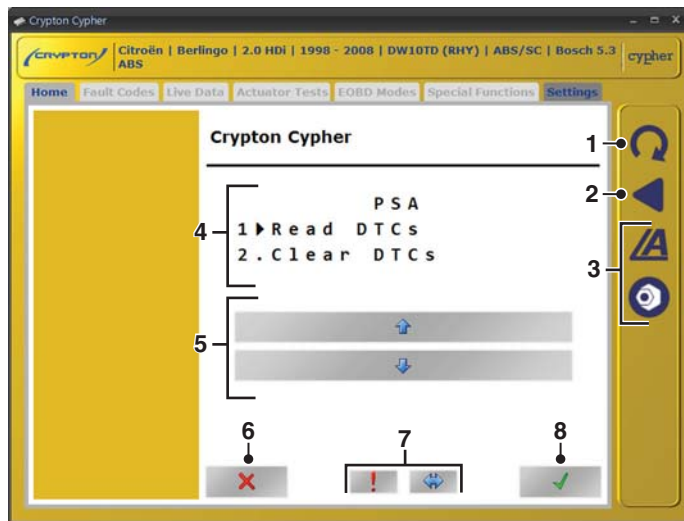 Crypton Cypher
CRYPTON
Citroën | Berlingo | 2.0 HDi | 1998 - 2008 | DW10TD (RHY) | ABS/SC | Bosch 5.3
ABS
cypher
Home Fault Codes Live Data Actuator Tests EOBD Modes Special Functions Settings
Crypton Cypher
1
2
3
4
PSA
1 Read DTCs
2. Clear DTCs
5
6
7
8